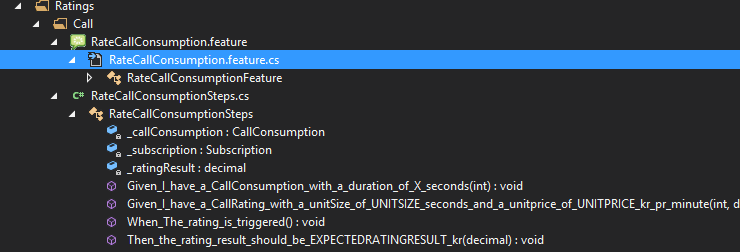 Ratings
Call
RateCallConsumption.feature
RateCallConsumption.feature.cs
RateCallConsumptionFeature
C# RateCallConsumptionSteps.cs
RateCallConsumptionSteps
_callConsumption : CallConsumption
_subscription : Subscription
_ratingResult : decimal
Given_I_have_a_CallConsumption_with_a_duration_of_X_seconds(int) : void
Given_I_have_a_CallRating_with_a_unitSize_of_UNITSIZE_seconds_and_a_unitprice_of_UNITPRICE_kr_pr_minute(int, d
When_The_rating_is_triggered() : void
Then_the_rating_result_should_be_EXPECTEDRATINGRESULT_kr(decimal) : void